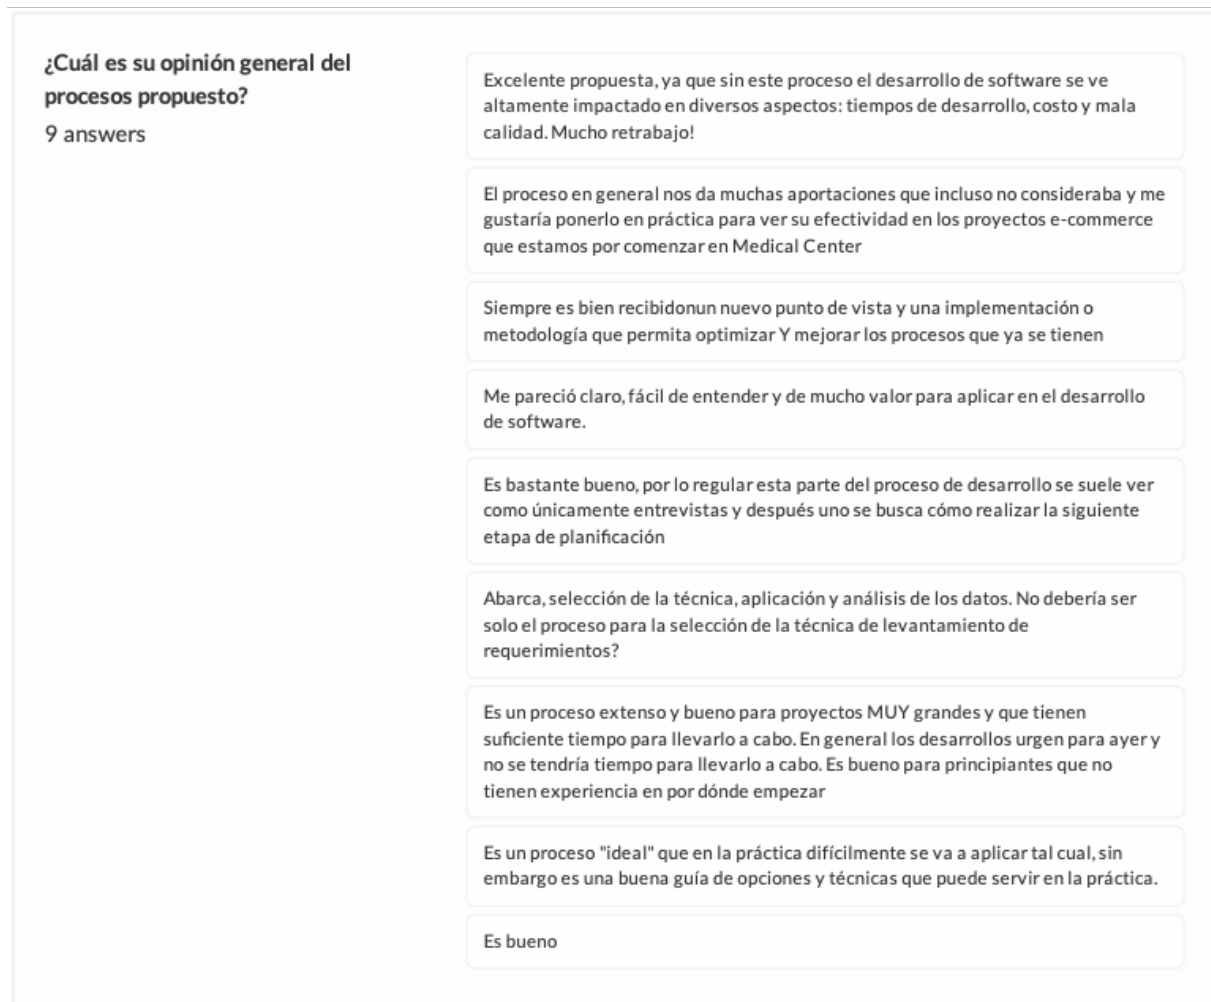 ¿Cuál es su opinión general del
procesos propuesto?
9 answers
Excelente propuesta, ya que sin este proceso el desarrollo de software se ve
altamente impactado en diversos aspectos: tiempos de desarrollo, costo y mala
calidad. Mucho retrabajo!
El proceso en general nos da muchas aportaciones que incluso no consideraba y me
gustaría ponerlo en práctica para ver su efectividad en los proyectos e-commerce
que estamos por comenzar en Medical Center
Siempre es bien recibidonun nuevo punto de vista y una implementación o
metodología que permita optimizar Y mejorar los procesos que ya se tienen
Me pareció claro, fácil de entender y de mucho valor para aplicar en el desarrollo
de software.
Es bastante bueno, por lo regular esta parte del proceso de desarrollo se suele ver
como únicamente entrevistas y después uno se busca cómo realizar la siguiente
etapa de planificación
Abarca, selección de la técnica, aplicación y análisis de los datos. No debería ser
solo el proceso para la selección de la técnica de levantamiento de
requerimientos?
Es un proceso extenso y bueno para proyectos MUY grandes y que tienen
suficiente tiempo para llevarlo a cabo. En general los desarrollos urgen para ayer y
no se tendría tiempo para llevarlo a cabo. Es bueno para principiantes que no
tienen experiencia en por dónde empezar
Es un proceso "ideal" que en la práctica difícilmente se va a aplicar tal cual, sin
embargo es una buena guía de opciones y técnicas que puede servir en la práctica.
Es bueno